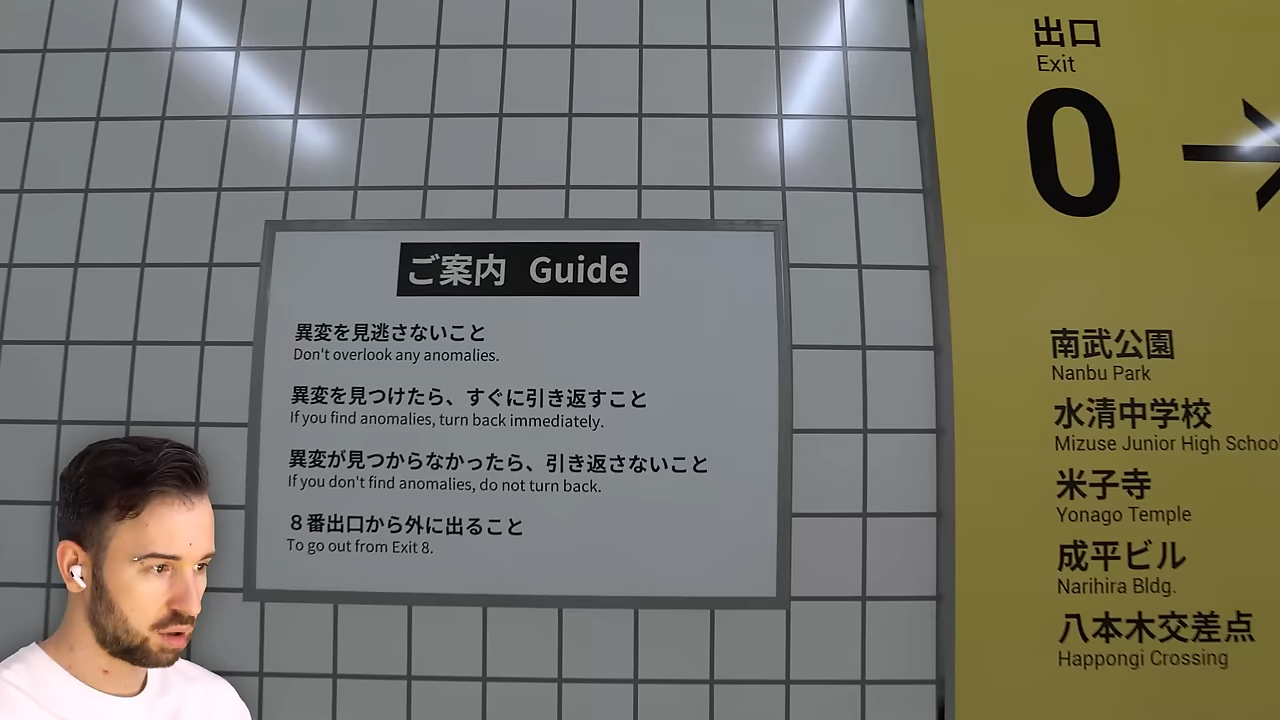 ご案内 Guide
異変を見逃さないこと
Don't overlook any anomalies.
異変を見つけたら、すぐに引き返すこと
If you find anomalies, turn back immediately.
異変が見つからなかったら、引き返さないこと
If you don't find anomalies, do not turn back.
8番出口から外に出ること
To go out from Exit 8.
出口
Exit
0 →
南武公園
Nanbu Park
水清中学校
Mizuse Junior High School
米子寺
Yonago Temple
成平ビル
Narihira Bldg.
八本木交差点
Happongi Crossing